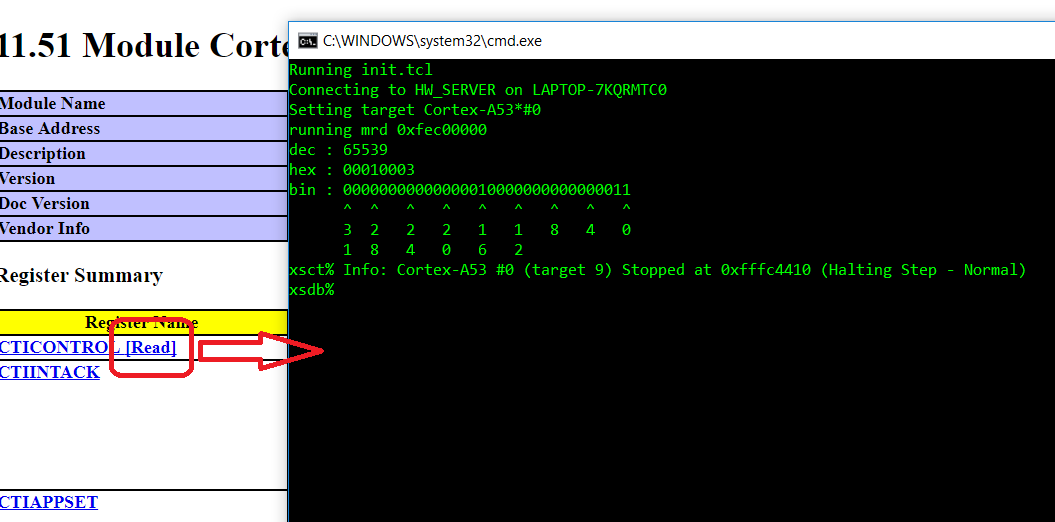 11.51 Module Corte
Module Name
Base Address
Description
Version
Doc Version
Vendor Info
Register Summary
Register Name
CTICONTROL [Read]
CTIINTACK
CTIAPPSET
C:\WINDOWS\system32\cmd.exe
Running init.tcl
Connecting to HW_SERVER on LAPTOP-7KQRMTC0
Setting target Cortex-A53*#0
running mrd 0xfec00000
dec : 65539
hex : 00010003
bin : 00000000000000010000000000000011
^ ^ ^ ^ ^ ^ ^ ^ ^
3 2 2 2 1 1 8 4 0
1 8 4 0 6 2
xsct% Info: Cortex-A53 #0 (target 9) Stopped at 0xfffc4410 (Halting Step - Normal)
xsdb%